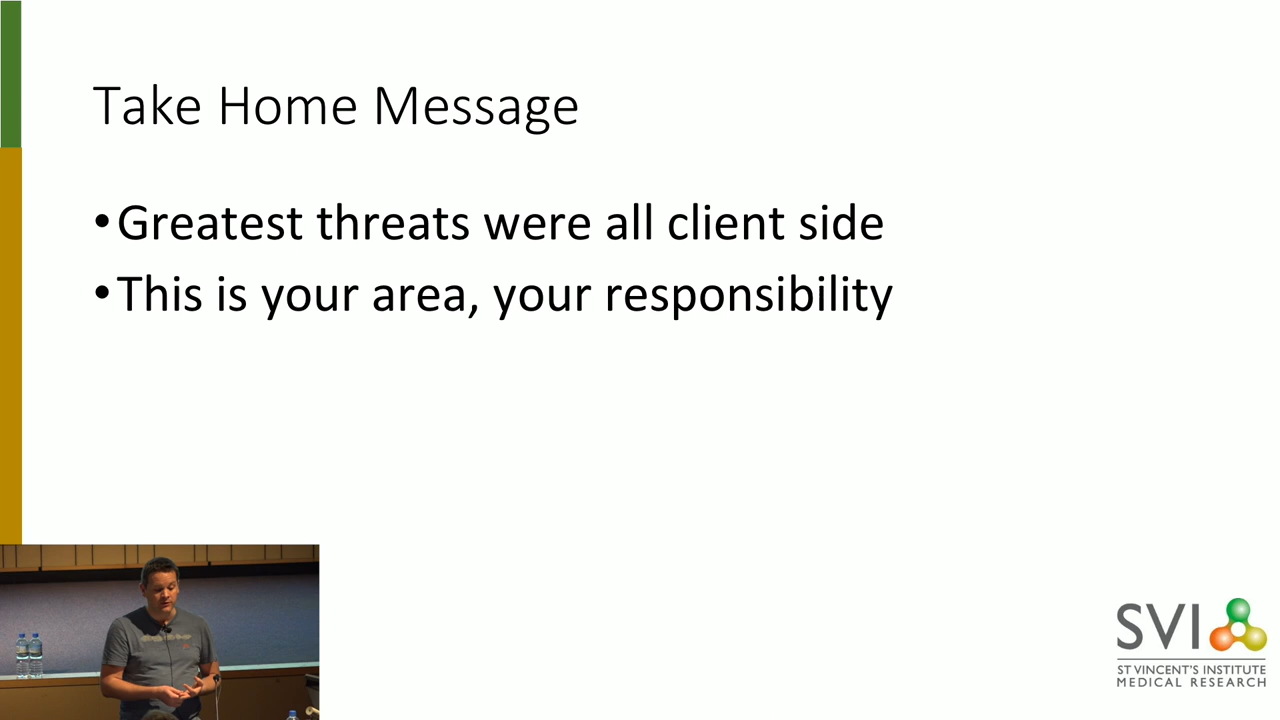 Take Home Message
•Greatest threats were all client side
•This is your area, your responsibility
SVI
ST VINCENT'S INSTITUTE
MEDICAL RESEARCH